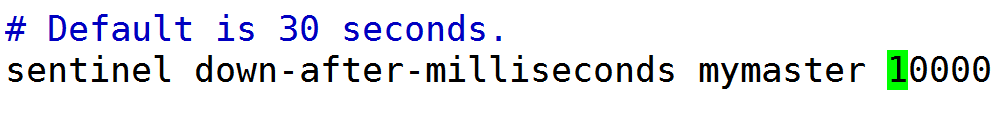 # Default is 30 seconds.
sentinel down-after-milliseconds mymaster 10000